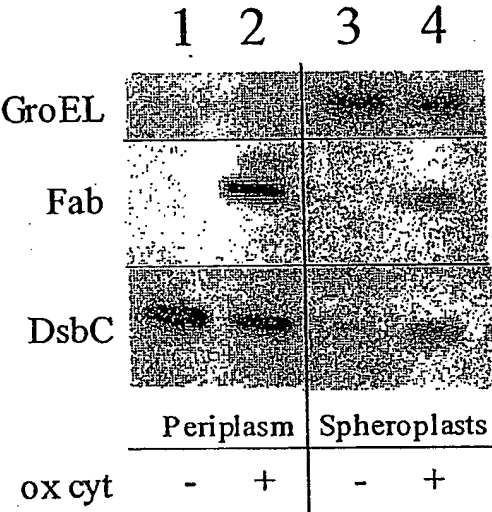 1 2 3 4
GroEL
Fab
DsbC
Periplasm Spheroplasts
ox cyt - + - +